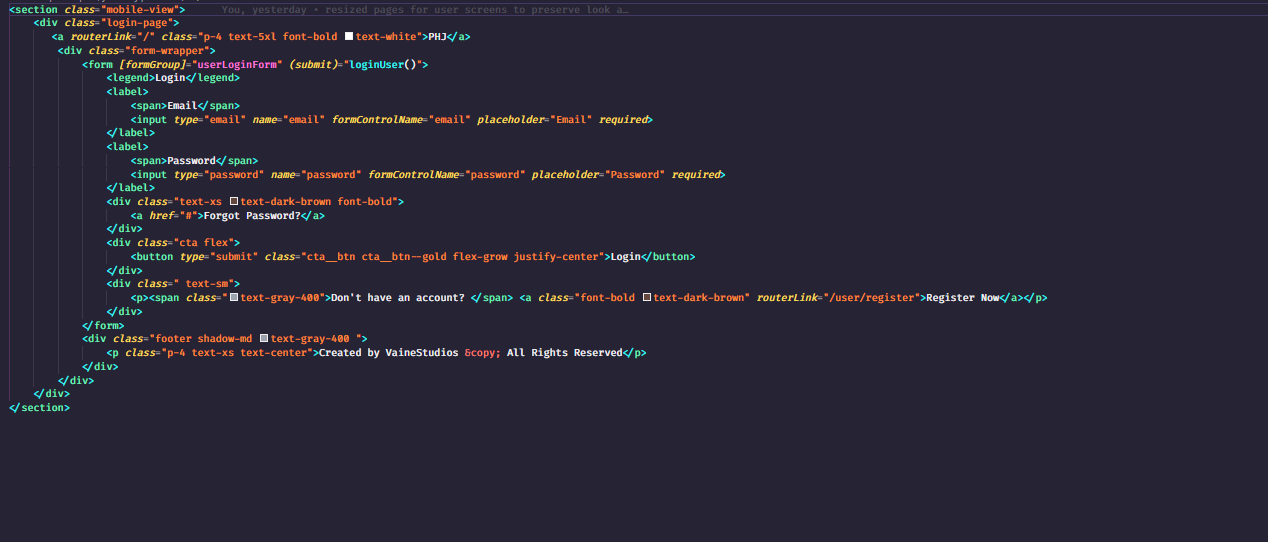 <section class="mobile-view"> You, yesterday • resized pages for user screens to preserve look a…
<div class="login-page">
<a routerLink="/" class="p-4 text-5xl font-bold text-white">PHJ</a>
<div class="form-wrapper">
<form [formGroup]="userLoginForm" (submit)="loginUser()">
<legend>Login</legend>
<label>
<span>Email</span>
<input type="email" name="email" formControlName="email" placeholder="Email" required>
</label>
<label>
<span>Password</span>
<input type="password" name="password" formControlName="password" placeholder="Password" required>
</label>
<div class="text-xs text-dark-brown font-bold">
<a href="#">Forgot Password?</a>
</div>
<div class="cta flex">
<button type="submit" class="cta__btn cta__btn--gold flex-grow justify-center">Login</button>
</div>
<div class=" text-sm">
<p><span class="text-gray-400">Don't have an account? </span> <a class="font-bold text-dark-brown" routerLink="/user/register">Register Now</a></p>
</div>
</form>
<div class="footer shadow-md text-gray-400 ">
<p class="p-4 text-xs text-center">Created by VaineStudios &copy; All Rights Reserved</p>
</div>
</div>
</div>
</section>